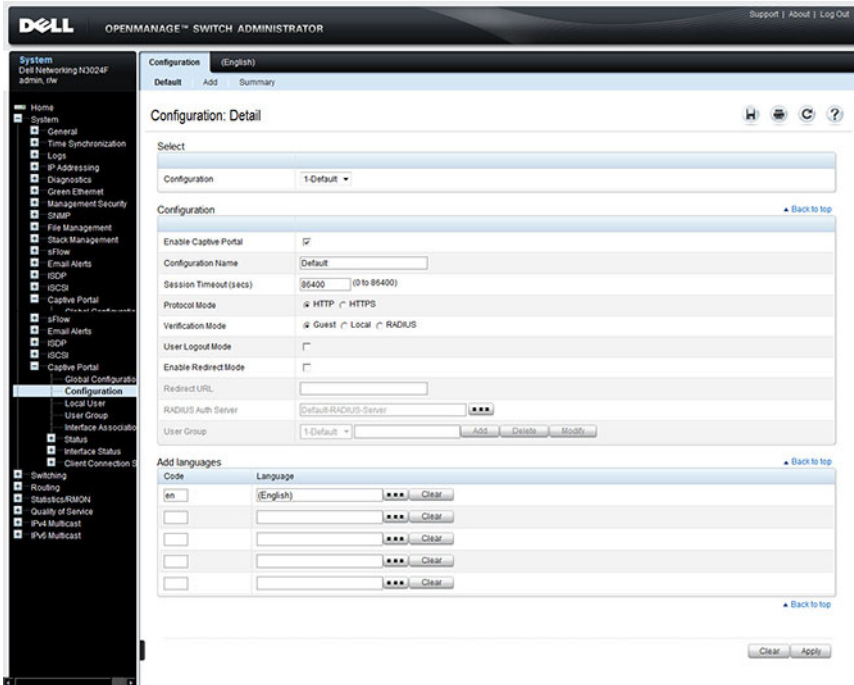 DELL
OPENMANAGE™ SWITCH ADMINISTRATOR
Support | About | Log Out
System
Dell Networking N3024F
admin, r/w
Home
System
General
Time Synchronization
Logs
IP Addressing
Diagnostics
Green Ethernet
Management Security
SNMP
File Management
Stack Management
sFlow
Email Alerts
ISDP
iSCSI
Captive Portal
sFlow
Email Alerts
ISDP
iSCSI
Captive Portal
Global Configuratio
Configuration
Local User
User Group
Interface Associatio
Status
Interface Status
Client Connection S
Switching
Routing
Statistics/RMON
Quality of Service
IPv4 Multicast
IPv6 Multicast
Configuration (English)
Default Add Summary
Configuration: Detail
Select
Configuration 1-Default
Configuration
Back to top
Enable Captive Portal
Configuration Name Default
Session Timeout (secs) 86400 (0 to 86400)
Protocol Mode HTTP HTTPS
Verification Mode Guest Local RADIUS
User Logout Mode
Enable Redirect Mode
Redirect URL
RADIUS Auth Server Default-RADIUS-Server
User Group 1-Default Add Delete Modify
Add languages
Back to top
Code Language
en (English) Clear
Clear
Clear
Clear
Clear
Back to top
Clear Apply